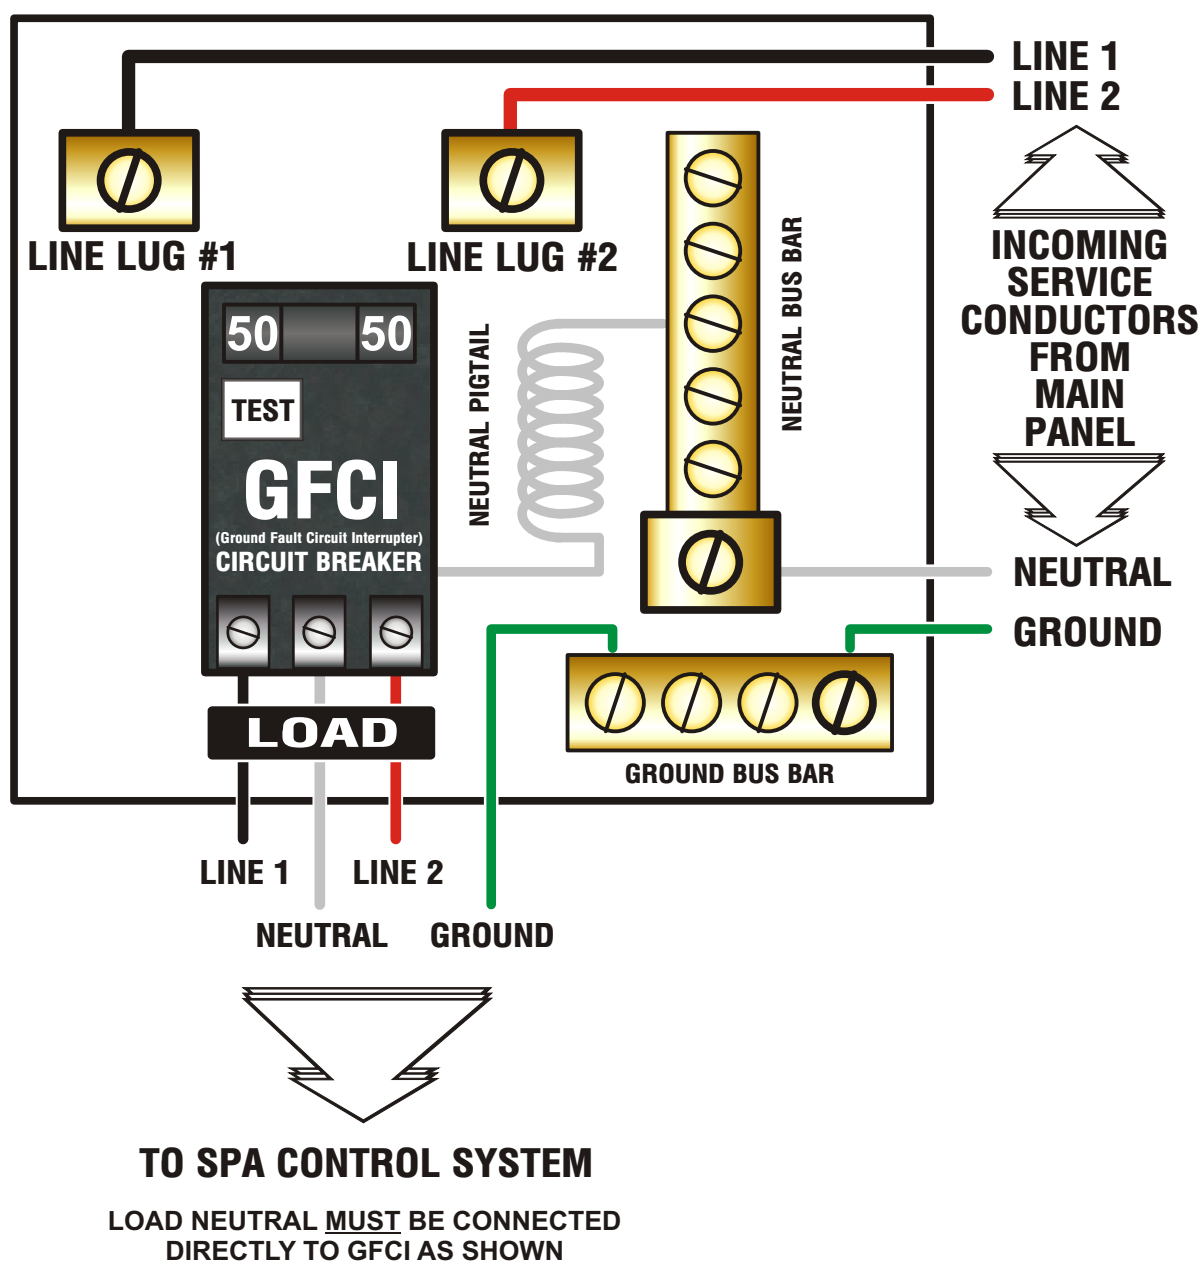 LINE 1
LINE 2
LINE LUG #1
LINE LUG #2
INCOMING
SERVICE
CONDUCTORS
FROM
MAIN
PANEL
NEUTRAL BUS BAR
NEUTRAL PIGTAIL
50
50
TEST
GFCI
(Ground Fault Circuit Interrupter)
CIRCUIT BREAKER
NEUTRAL
GROUND
LOAD
GROUND BUS BAR
LINE 1
LINE 2
NEUTRAL
GROUND
TO SPA CONTROL SYSTEM
LOAD NEUTRAL MUST BE CONNECTED
DIRECTLY TO GFCI AS SHOWN